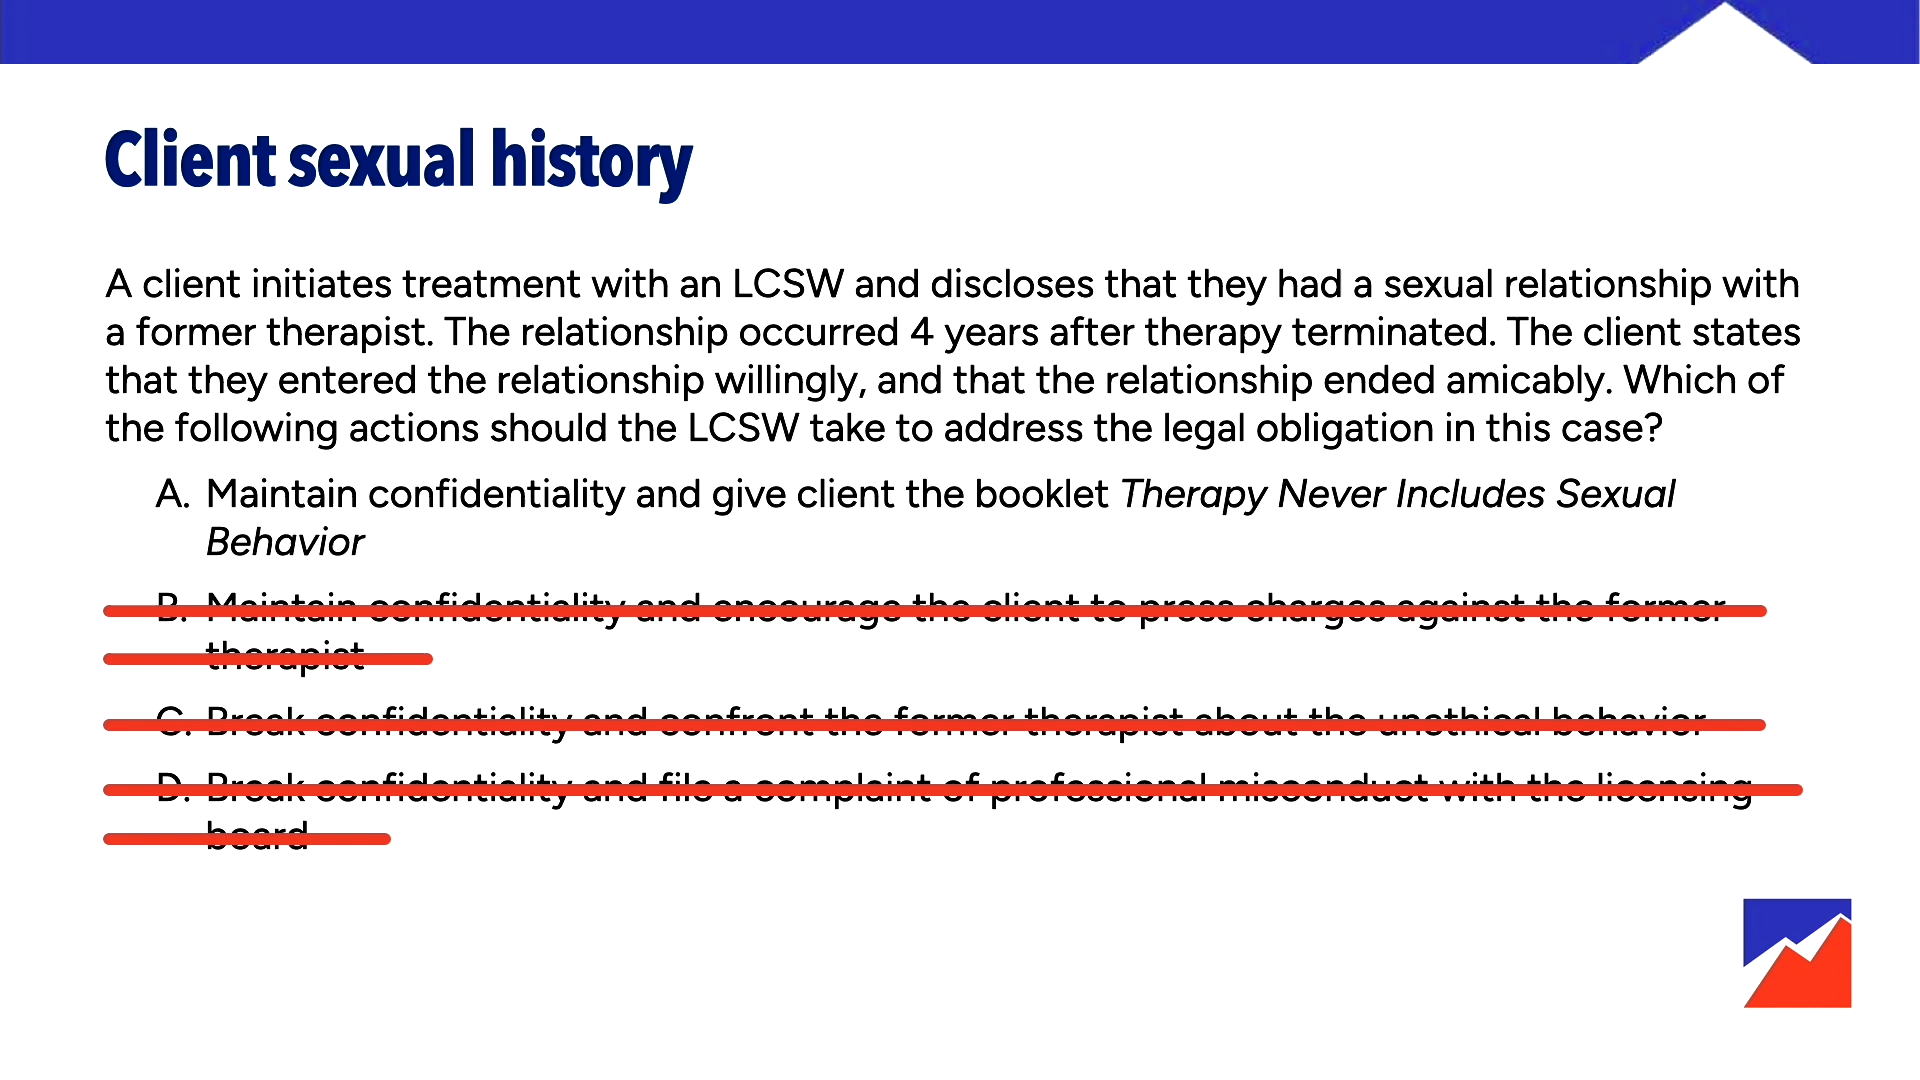 Client sexual history
A client initiates treatment with an LCSW and discloses that they had a sexual relationship with
a former therapist. The relationship occurred 4 years after therapy terminated. The client states
that they entered the relationship willingly, and that the relationship ended amicably. Which of
the following actions should the LCSW take to address the legal obligation in this case?
A. Maintain confidentiality and give client the booklet Therapy Never Includes Sexual
Behavior
B. Maintain confidentiality and encourage the client to press charges against the former
therapist
C. Break confidentiality and confront the former therapist about the unethical behavior
D. Break confidentiality and file a complaint of professional misconduct with the licensing
board